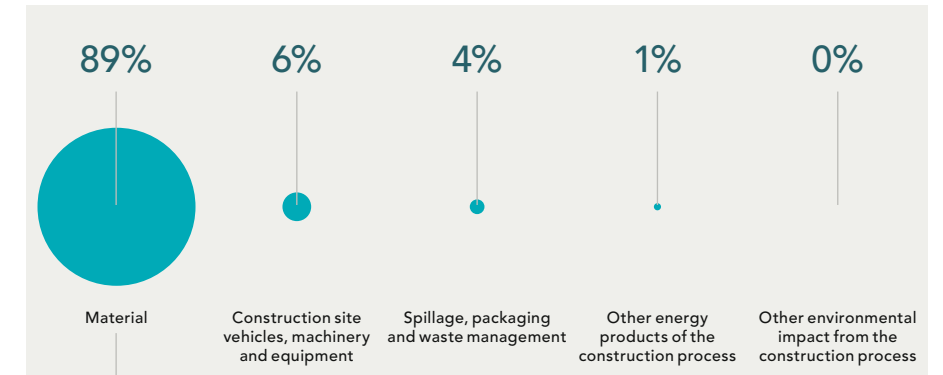 89%
6%
4%
1%
0%
Material
Construction site
vehicles, machinery
and equipment
Spillage, packaging
and waste management
Other energy
products of the
construction process
Other environmental
impact from the
construction process